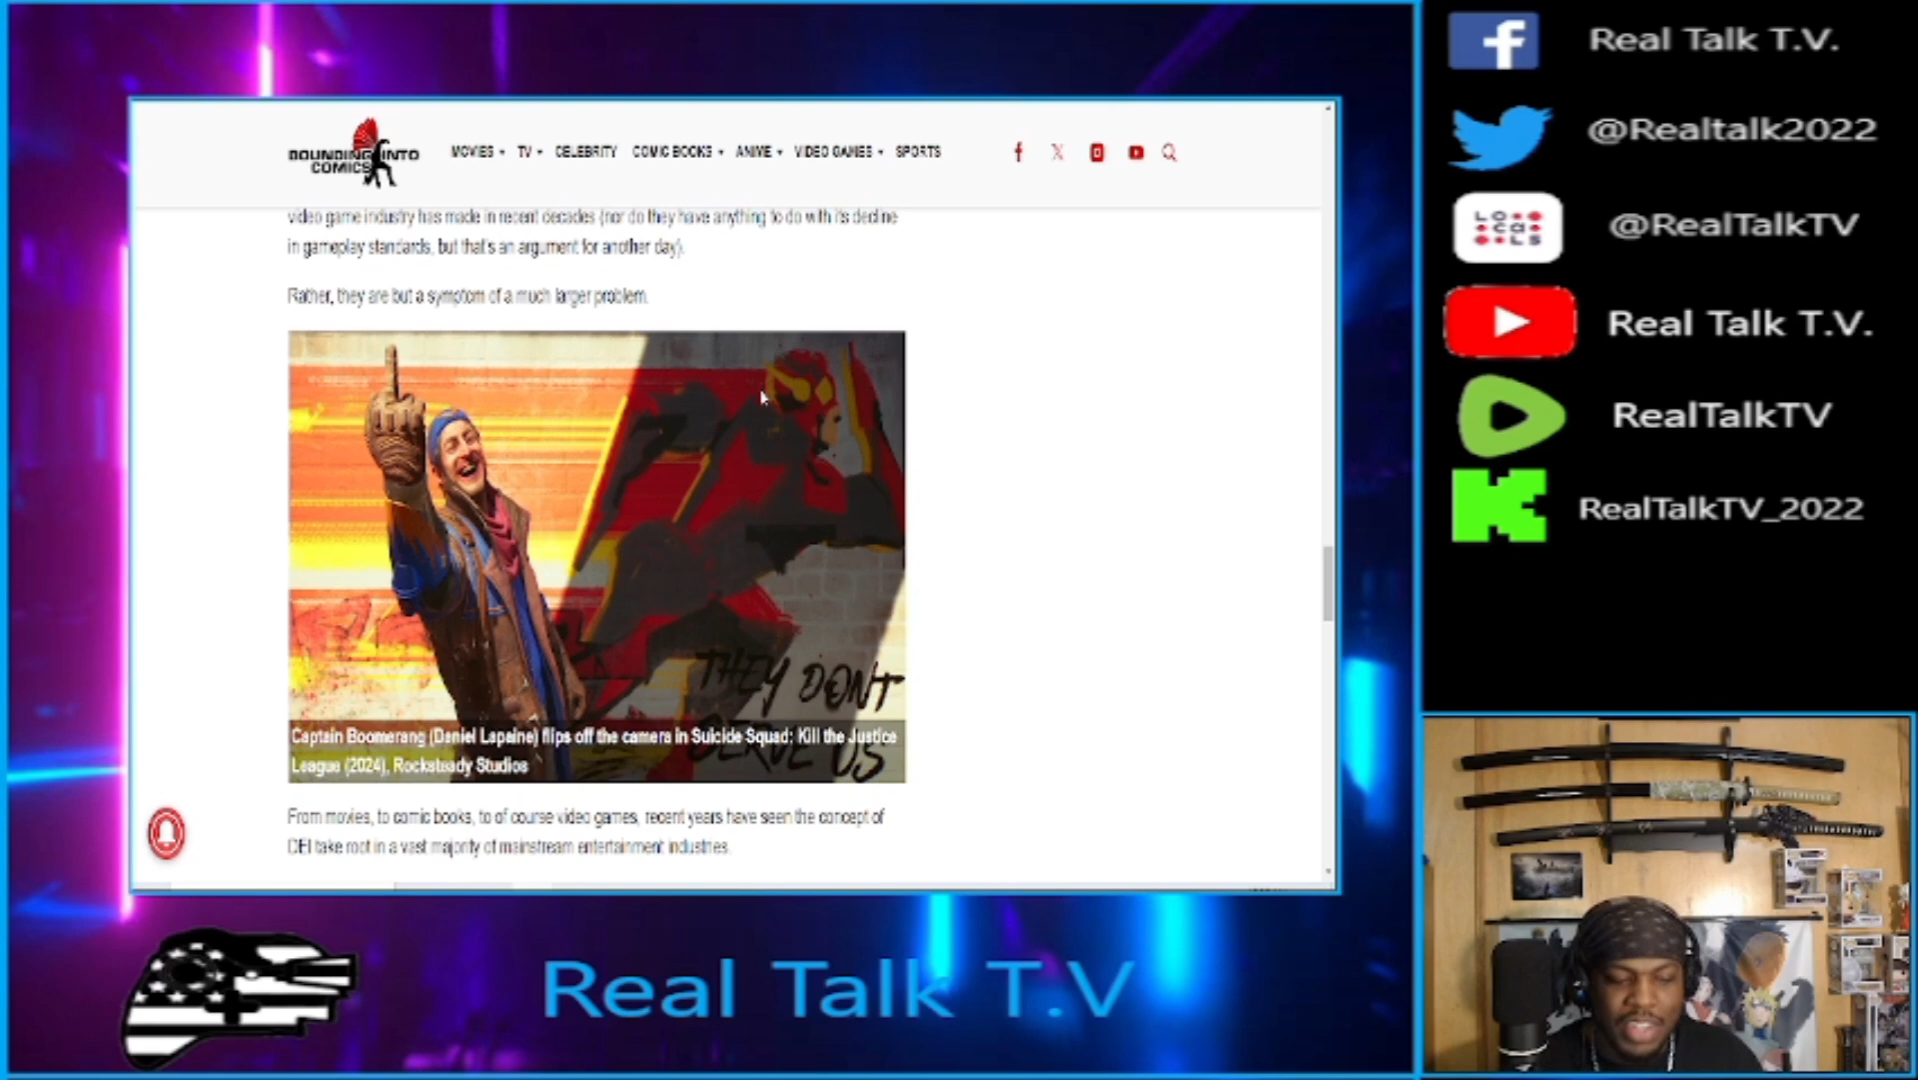 BOUNDING INTO
COMICS
MOVIES TV CELEBRITY COMIC BOOKS ANIME VIDEO GAMES SPORTS
video game industry has made in recent decades (nor do they have anything to do with its decline
in gameplay standards, but that's an argument for another day).
Rather, they are but a symptom of a much larger problem.
THEY DON'T
DERVE US
Captain Boomerang (Daniel Lapaine) flips off the camera in Suicide Squad: Kill the Justice
League (2024), Rocksteady Studios
From movies, to comic books, to of course video games, recent years have seen the concept of
DEI take root in a vast majority of mainstream entertainment industries.
Real Talk T.V
Real Talk T.V.
@Realtalk2022
LOCALS
@RealTalkTV
Real Talk T.V.
RealTalkTV
RealTalkTV_2022